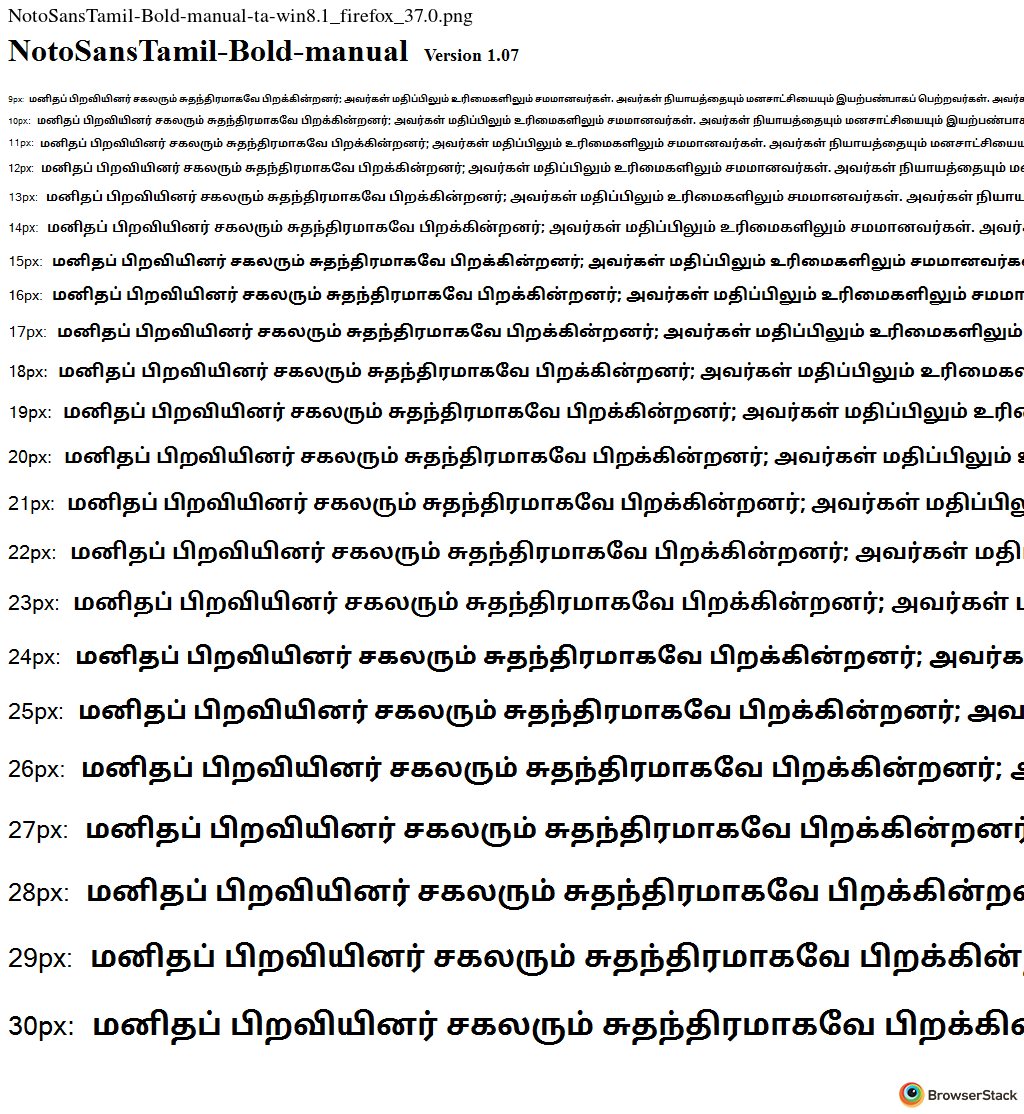 NotoSansTamil-Bold-manual-ta-win8.1_firefox_37.0.png
NotoSansTamil-Bold-manual Version 1.07
9px: மனிதப் பிறவியினர் சகலரும் சுதந்திரமாகவே பிறக்கின்றனர்; அவர்கள் மதிப்பிலும் உரிமைகளிலும் சமமானவர்கள். அவர்கள் நியாயத்தையும் மனசாட்சியையும் இயற்பண்பாகப் பெற்றவர்கள்.
10px: மனிதப் பிறவியினர் சகலரும் சுதந்திரமாகவே பிறக்கின்றனர்; அவர்கள் மதிப்பிலும் உரிமைகளிலும் சமமானவர்கள். அவர்கள் நியாயத்தையும் மனசாட்சியையும்
11px: மனிதப் பிறவியினர் சகலரும் சுதந்திரமாகவே பிறக்கின்றனர்; அவர்கள் மதிப்பிலும் உரிமைகளிலும் சமமானவர்கள். அவர்கள் நியாயத்தையும்
12px: மனிதப் பிறவியினர் சகலரும் சுதந்திரமாகவே பிறக்கின்றனர்; அவர்கள் மதிப்பிலும் உரிமைகளிலும் சமமானவர்கள். அவர்கள் நியாயத்தையும்
13px: மனிதப் பிறவியினர் சகலரும் சுதந்திரமாகவே பிறக்கின்றனர்; அவர்கள் மதிப்பிலும் உரிமைகளிலும் சமமானவர்கள். அவர்கள்
14px: மனிதப் பிறவியினர் சகலரும் சுதந்திரமாகவே பிறக்கின்றனர்; அவர்கள் மதிப்பிலும் உரிமைகளிலும் சமமானவர்கள்.
15px: மனிதப் பிறவியினர் சகலரும் சுதந்திரமாகவே பிறக்கின்றனர்; அவர்கள் மதிப்பிலும் உரிமைகளிலும்
16px: மனிதப் பிறவியினர் சகலரும் சுதந்திரமாகவே பிறக்கின்றனர்; அவர்கள் மதிப்பிலும் உரிமைகளிலும்
17px: மனிதப் பிறவியினர் சகலரும் சுதந்திரமாகவே பிறக்கின்றனர்; அவர்கள் மதிப்பிலும் உரிமைகளிலும்
18px: மனிதப் பிறவியினர் சகலரும் சுதந்திரமாகவே பிறக்கின்றனர்; அவர்கள் மதிப்பிலும்
19px: மனிதப் பிறவியினர் சகலரும் சுதந்திரமாகவே பிறக்கின்றனர்; அவர்கள் மதிப்பிலும்
20px: மனிதப் பிறவியினர் சகலரும் சுதந்திரமாகவே பிறக்கின்றனர்; அவர்கள் மதிப்பிலும்
21px: மனிதப் பிறவியினர் சகலரும் சுதந்திரமாகவே பிறக்கின்றனர்; அவர்கள்
22px: மனிதப் பிறவியினர் சகலரும் சுதந்திரமாகவே பிறக்கின்றனர்; அவர்கள்
23px: மனிதப் பிறவியினர் சகலரும் சுதந்திரமாகவே பிறக்கின்றனர்; அவர்கள்
24px: மனிதப் பிறவியினர் சகலரும் சுதந்திரமாகவே பிறக்கின்றனர்;
25px: மனிதப் பிறவியினர் சகலரும் சுதந்திரமாகவே பிறக்கின்றனர்;
26px: மனிதப் பிறவியினர் சகலரும் சுதந்திரமாகவே பிறக்கின்றனர்;
27px: மனிதப் பிறவியினர் சகலரும் சுதந்திரமாகவே பிறக்கின்றனர்
28px: மனிதப் பிறவியினர் சகலரும் சுதந்திரமாகவே
29px: மனிதப் பிறவியினர் சகலரும் சுதந்திரமாகவே
30px: மனிதப் பிறவியினர் சகலரும் சுதந்திரமாகவே
BrowserStack